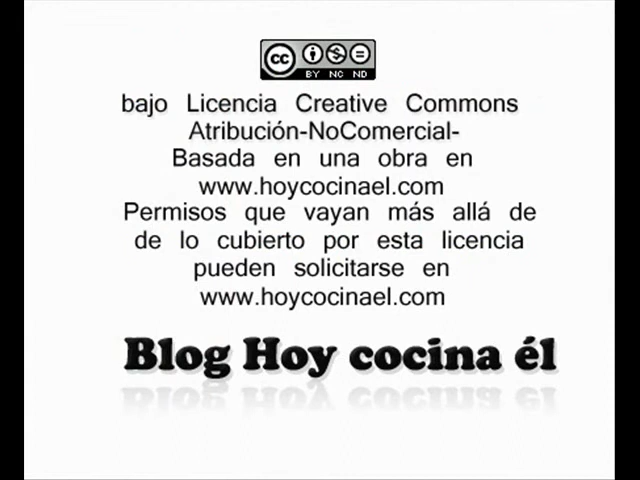 cc
BY NC ND
bajo Licencia Creative Commons
Atribución-NoComercial-
Basada en una obra en
www.hoycocinael.com
Permisos que vayan más allá de
de lo cubierto por esta licencia
pueden solicitarse en
www.hoycocinael.com
Blog Hoy cocina él